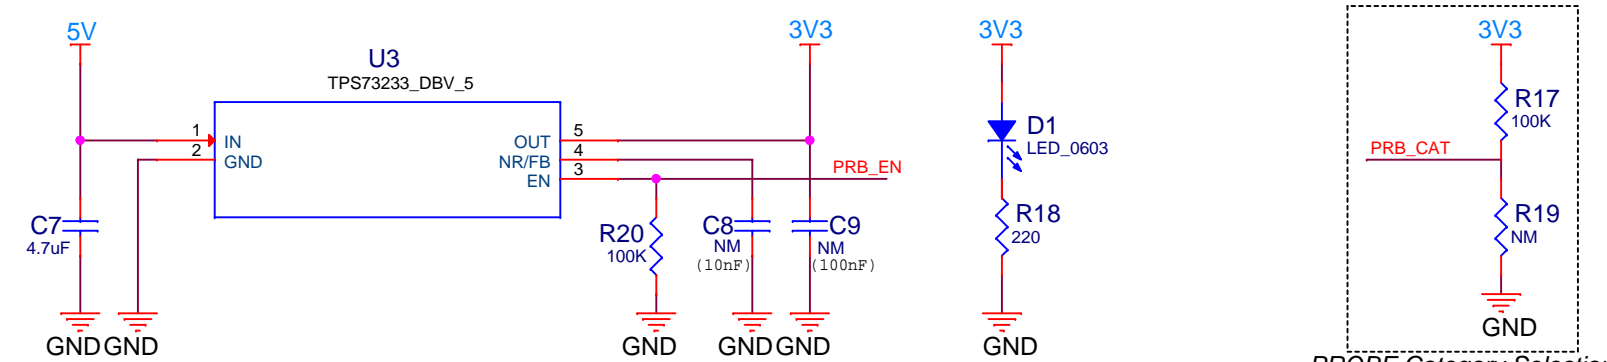 5V
U3
TPS73233_DBV_5
3V3
3V3
3V3
1
IN
OUT
5
2
GND
NR/FB
4
EN
3
PRB_EN
D1
LED_0603
R17
100K
PRB_CAT
C7
4.7uF
R20
100K
C8
NM
(10nF)
C9
NM
(100nF)
R18
220
R19
NM
GND
GND
GND
GND
GND
GND
GND